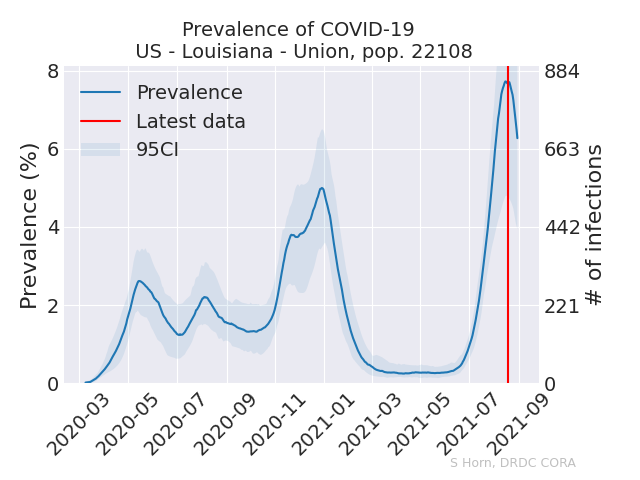 Prevalence of COVID-19
US - Louisiana - Union, pop. 22108
Prevalence (%)
8
6
4
2
0
Prevalence
Latest data
95CI
884
663
442
221
0
# of infections
2020-03
2020-05
2020-07
2020-09
2020-11
2021-01
2021-03
2021-05
2021-07
2021-09
S Horn, DRDC CORA